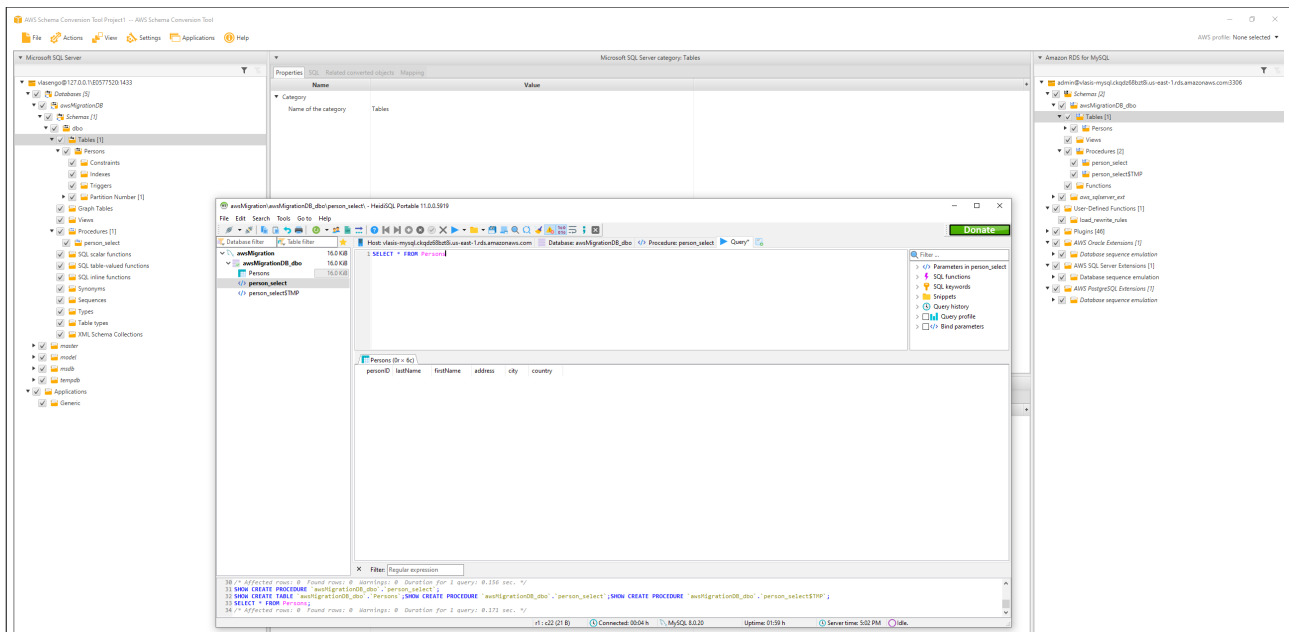 AWS Schema Conversion Tool Project1 -- AWS Schema Conversion Tool
File Actions View Settings Applications Help
AWS profile: None selected
Microsoft SQL Server
vlasengo@127.0.0.1\E0577520:1433
Databases [5]
awsMigrationDB
Schemas [1]
dbo
Tables [1]
Persons
Constraints
Indexes
Triggers
Partition Number [1]
Graph Tables
Views
Procedures [1]
person_select
SQL scalar functions
SQL table-valued functions
SQL inline functions
Synonyms
Sequences
Types
Table types
XML Schema Collections
master
model
msdb
tempdb
Applications
Generic
Microsoft SQL Server category: Tables
Properties SQL Related converted objects Mapping
Name Value
Category
Name of the category Tables
Amazon RDS for MySQL
Schemas [2]
awsMigrationDB_dbo
Tables [1]
Persons
Views
Procedures [2]
person_select
person_select$TMP
Functions
aws_sqlserver_ext
User-Defined Functions [1]
load_rewrite_rules
Plugins [46]
AWS Oracle Extensions [1]
Database sequence emulation
AWS SQL Server Extensions [1]
Database sequence emulation
AWS PostgreSQL Extensions [1]
Database sequence emulation
awsMigration\awsMigrationDB_dbo\person_select\ - HeidiSQL Portable 11.0.0.5919
File Edit Search Tools Go to Help
Donate
Database filter Table filter
Database: awsMigrationDB_dbo Procedure: person_select Query*
awsMigration 16.0 KiB
awsMigrationDB_dbo 16.0 KiB
Persons 16.0 KiB
person_select
person_select$TMP
1 SELECT * FROM Persons
Filter ...
Parameters in person_select
SQL functions
SQL keywords
Snippets
Query history
Query profile
Bind parameters
Persons (0r × 6c)
personID lastName firstName address city country
Filter: Regular expression
30 /* Affected rows: 0 Found rows: 0 Warnings: 0 Duration for 1 query: 0.156 sec. */
31 SHOW CREATE PROCEDURE `awsMigrationDB_dbo`.`person_select`;
32 SHOW CREATE TABLE `awsMigrationDB_dbo`.`Persons`;SHOW CREATE PROCEDURE `awsMigrationDB_dbo`.`person_select`;SHOW CREATE PROCEDURE `awsMigrationDB_dbo`.`person_select$TMP`;
33 SELECT * FROM Persons;
34 /* Affected rows: 0 Found rows: 0 Warnings: 0 Duration for 1 query: 0.171 sec. */
r1 : c22 (21 B) Connected: 00:04 h MySQL 8.0.20 Uptime: 01:59 h Server time: 5:02 PM Idle.